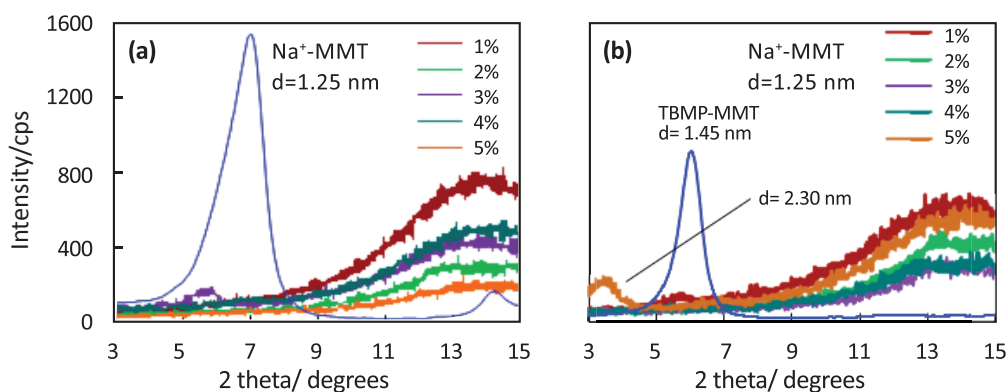 1600
1200
800
400
0
Intensity/cps
(a)
Na⁺-MMT
d=1.25 nm
1%
2%
3%
4%
5%
3 5 7 9 11 13 15
2 theta/ degrees
(b)
Na⁺-MMT
d=1.25 nm
1%
2%
3%
4%
5%
TBMP-MMT
d= 1.45 nm
d= 2.30 nm
3 5 7 9 11 13 15
2 theta/ degrees